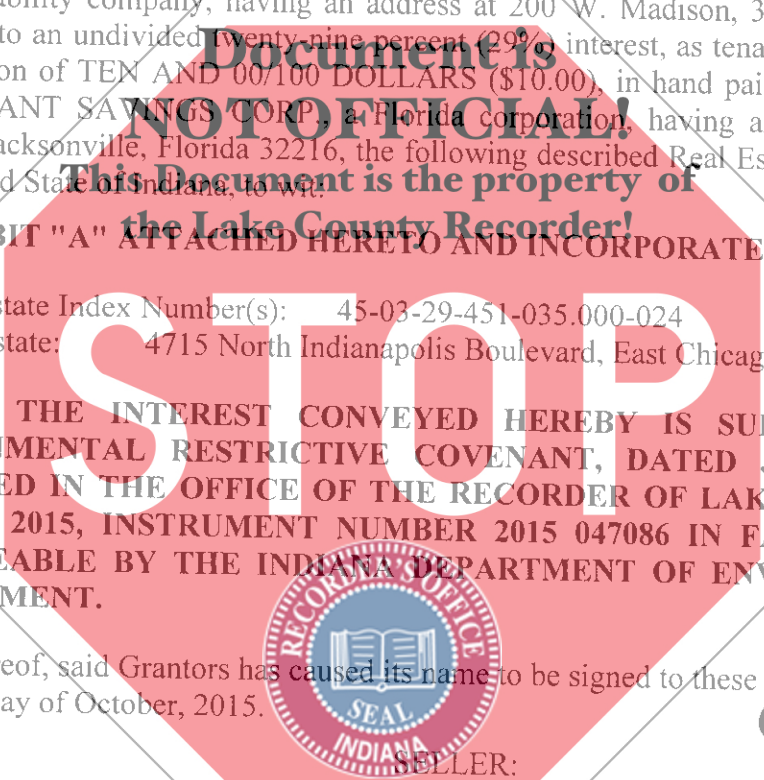 ability company, having an address at 200 W. Madison, 3
to an undivided twenty-nine percent (29%) interest, as tena
Document is
on of TEN AND 00/100 DOLLARS ($10.00), in hand pai
ANT SAVINGS CORP., a Florida corporation, having a
NOT OFFICIAL!
acksonville, Florida 32216, the following described Real Es
d State of Indiana, to wit:
This Document is the property of
the Lake County Recorder!
BIT "A" ATTACHED HERETO AND INCORPORATE
state Index Number(s): 45-03-29-451-035.000-024
state: 4715 North Indianapolis Boulevard, East Chicag
STOP
THE INTEREST CONVEYED HEREBY IS SU
NMENTAL RESTRICTIVE COVENANT, DATED
ED IN THE OFFICE OF THE RECORDER OF LAK
2015, INSTRUMENT NUMBER 2015 047086 IN F
EABLE BY THE INDIANA DEPARTMENT OF ENV
MENT.
RECORDER'S OFFICE
reof, said Grantors has caused its name to be signed to these
ay of October, 2015.
SEAL
INDIANA
SELLER: